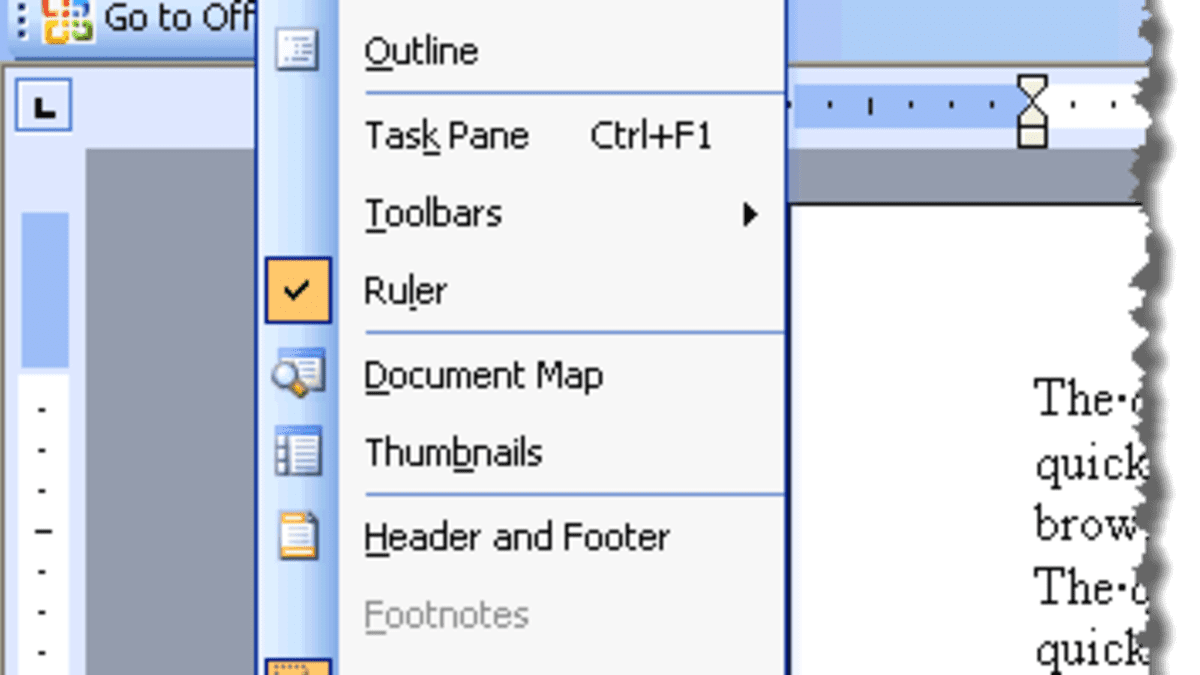 Go to Off
Outline
Task Pane Ctrl+F1
Toolbars
Ruler
Document Map
Thumbnails
Header and Footer
Footnotes
The
quick
brow
The
quick